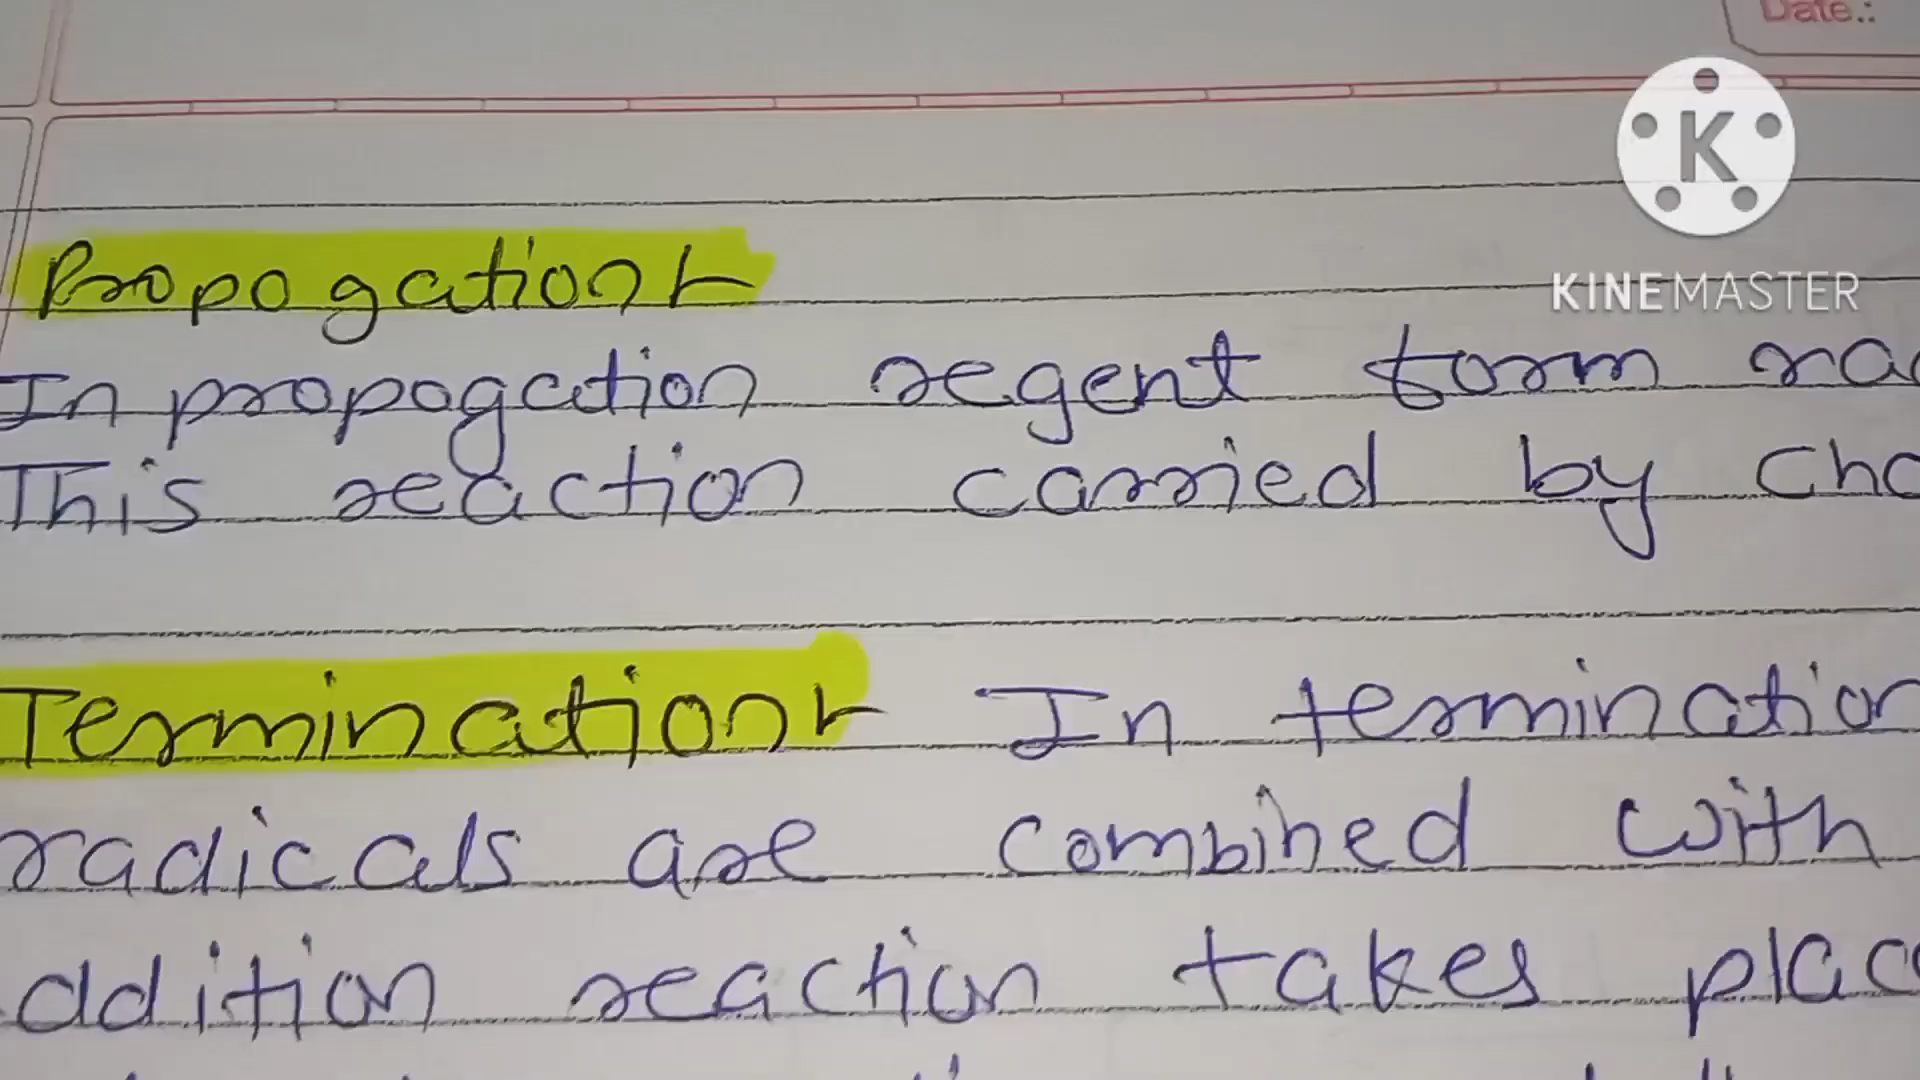 Date.:
K
KINEMASTER
Propogation:-
In propogation regent form
This reaction carried by
Termination:- In termination
radicals are combined with
addition reaction takes